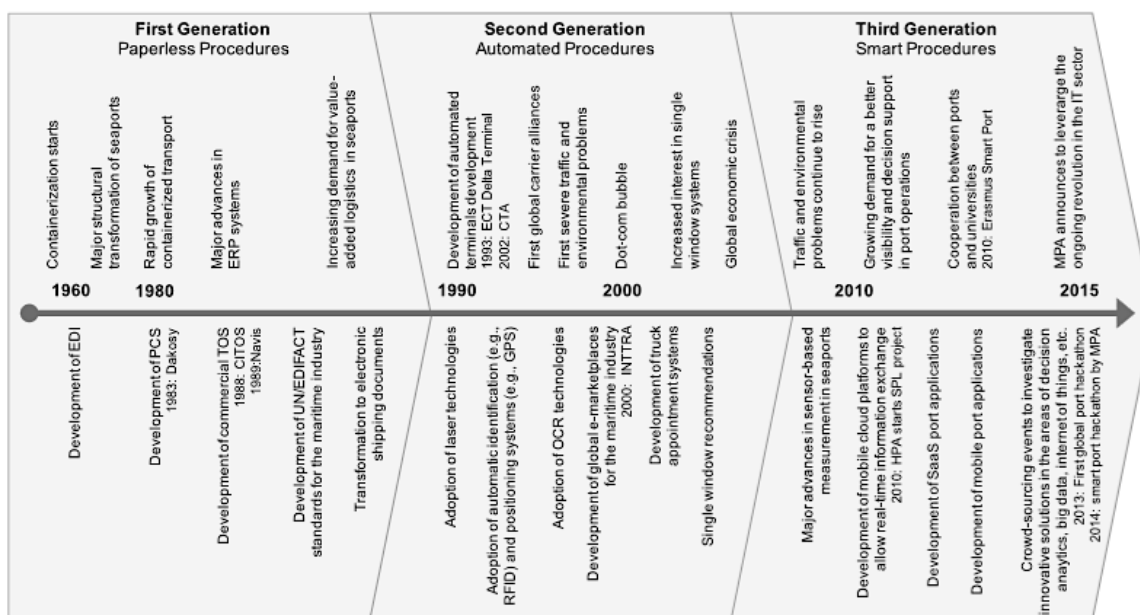 First Generation
Paperless Procedures
Second Generation
Automated Procedures
Third Generation
Smart Procedures
Containerization starts
Major structural
transformation of seaports
Rapid growth of
containerized transport
Major advances in
ERP systems
Increasing demand for value-
added logistics in seaports
Development of automated
terminals development
1993: ECT Delta Terminal
2002: CTA
First global carrier alliances
First severe traffic and
environmental problems
Dot-com bubble
Increased interest in single
window systems
Global economic crisis
Traffic and environmental
problems continue to rise
Growing demand for a better
visibility and decision support
in port operations
Cooperation between ports
and universities
2010: Erasmus Smart Port
MPA announces to leverarge the
ongoing revolution in the IT sector
1960
1980
1990
2000
2010
2015
Development of EDI
Development of PCS
1983: Dakosy
Development of commercial TOS
1988: CITOS
1989:Navis
Development of UN/EDIFACT
standards for the maritime industry
Transformation to electronic
shipping documents
Adoption of laser technologies
Adoption of automatic identification (e.g.,
RFID) and positioning systems (e.g., GPS)
Adoption of OCR technologies
Development of global e-marketplaces
for the maritime industry
2000: INTTRA
Development of truck
appointment systems
Single window recommendations
Major advances in sensor-based
measurement in seaports
Development of mobile cloud platforms to
allow real-time information exchange
2010: HPA starts SPL project
Development of SaaS port applications
Development of mobile port applications
Crowd-sourcing events to investigate
innovative solutions in the areas of decision
anaytics, big data, internet of things, etc.
2013: First global port hackathon
2014: smart port hackathon by MPA